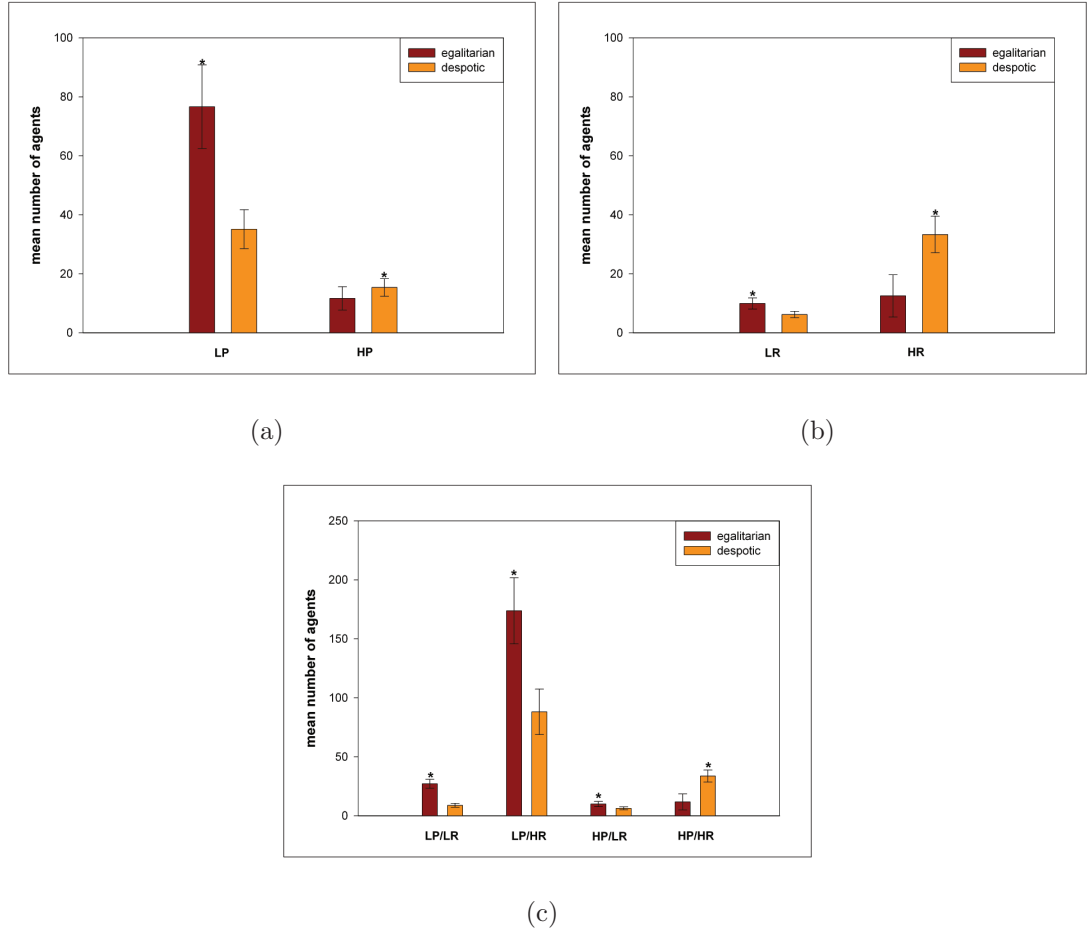 100
80
60
40
20
0
mean number of agents
egalitarian
despotic
*
*
LP HP
(a)
100
80
60
40
20
0
mean number of agents
egalitarian
despotic
*
*
LR HR
(b)
250
200
150
100
50
0
mean number of agents
egalitarian
despotic
*
*
*
*
LP/LR LP/HR HP/LR HP/HR
(c)